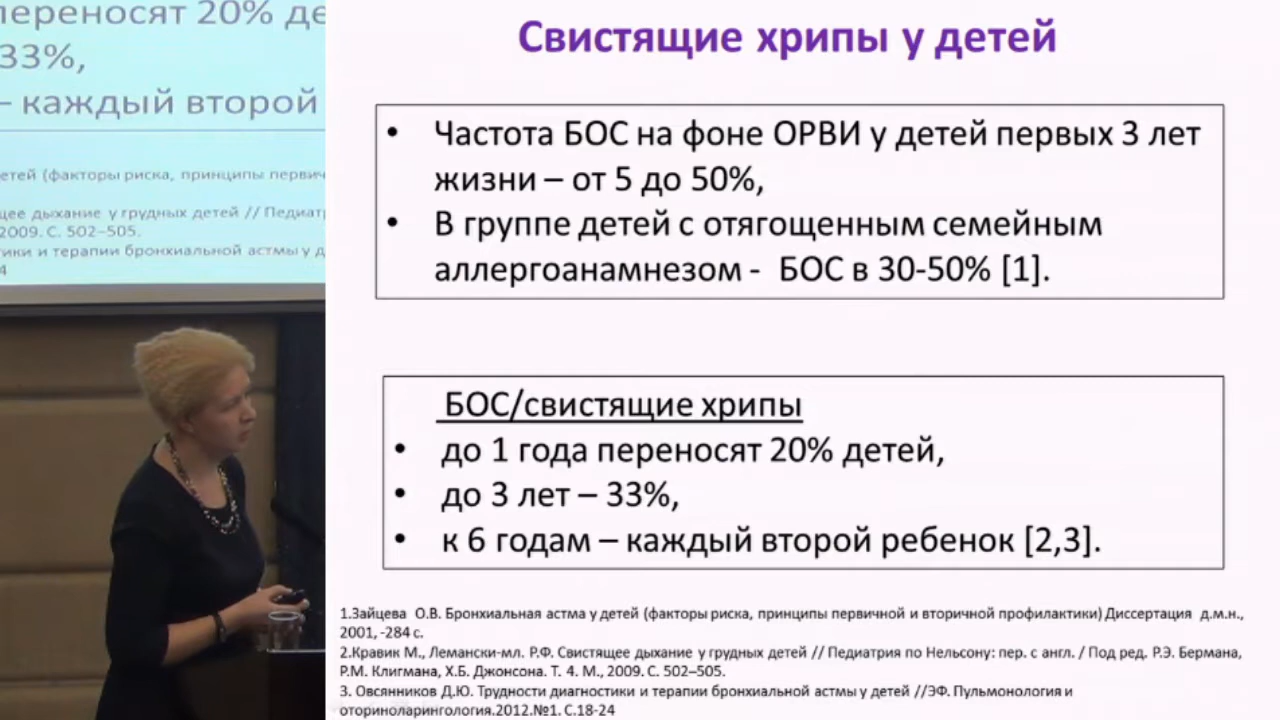 переносят 20% де
33%,
– каждый второй
етей (факторы риска, принципы первич
щее дыхание у грудных детей // Педиатр
2009. С. 502–505.
тики и терапии бронхиальной астмы у д
4
Свистящие хрипы у детей
• Частота БОС на фоне ОРВИ у детей первых 3 лет
жизни – от 5 до 50%,
• В группе детей с отягощенным семейным
аллергоанамнезом - БОС в 30-50% [1].
БОС/свистящие хрипы
• до 1 года переносят 20% детей,
• до 3 лет – 33%,
• к 6 годам – каждый второй ребенок [2,3].
1.Зайцева О.В. Бронхиальная астма у детей (факторы риска, принципы первичной и вторичной профилактики) Диссертация д.м.н.,
2001, -284 с.
2.Кравик М., Лемански-мл. Р.Ф. Свистящее дыхание у грудных детей // Педиатрия по Нельсону: пер. с англ. / Под ред. Р.Э. Бермана,
Р.М. Клигмана, Х.Б. Джонсона. Т. 4. М., 2009. С. 502–505.
3. Овсянников Д.Ю. Трудности диагностики и терапии бронхиальной астмы у детей //ЭФ. Пульмонология и
оториноларингология.2012.№1. С.18-24